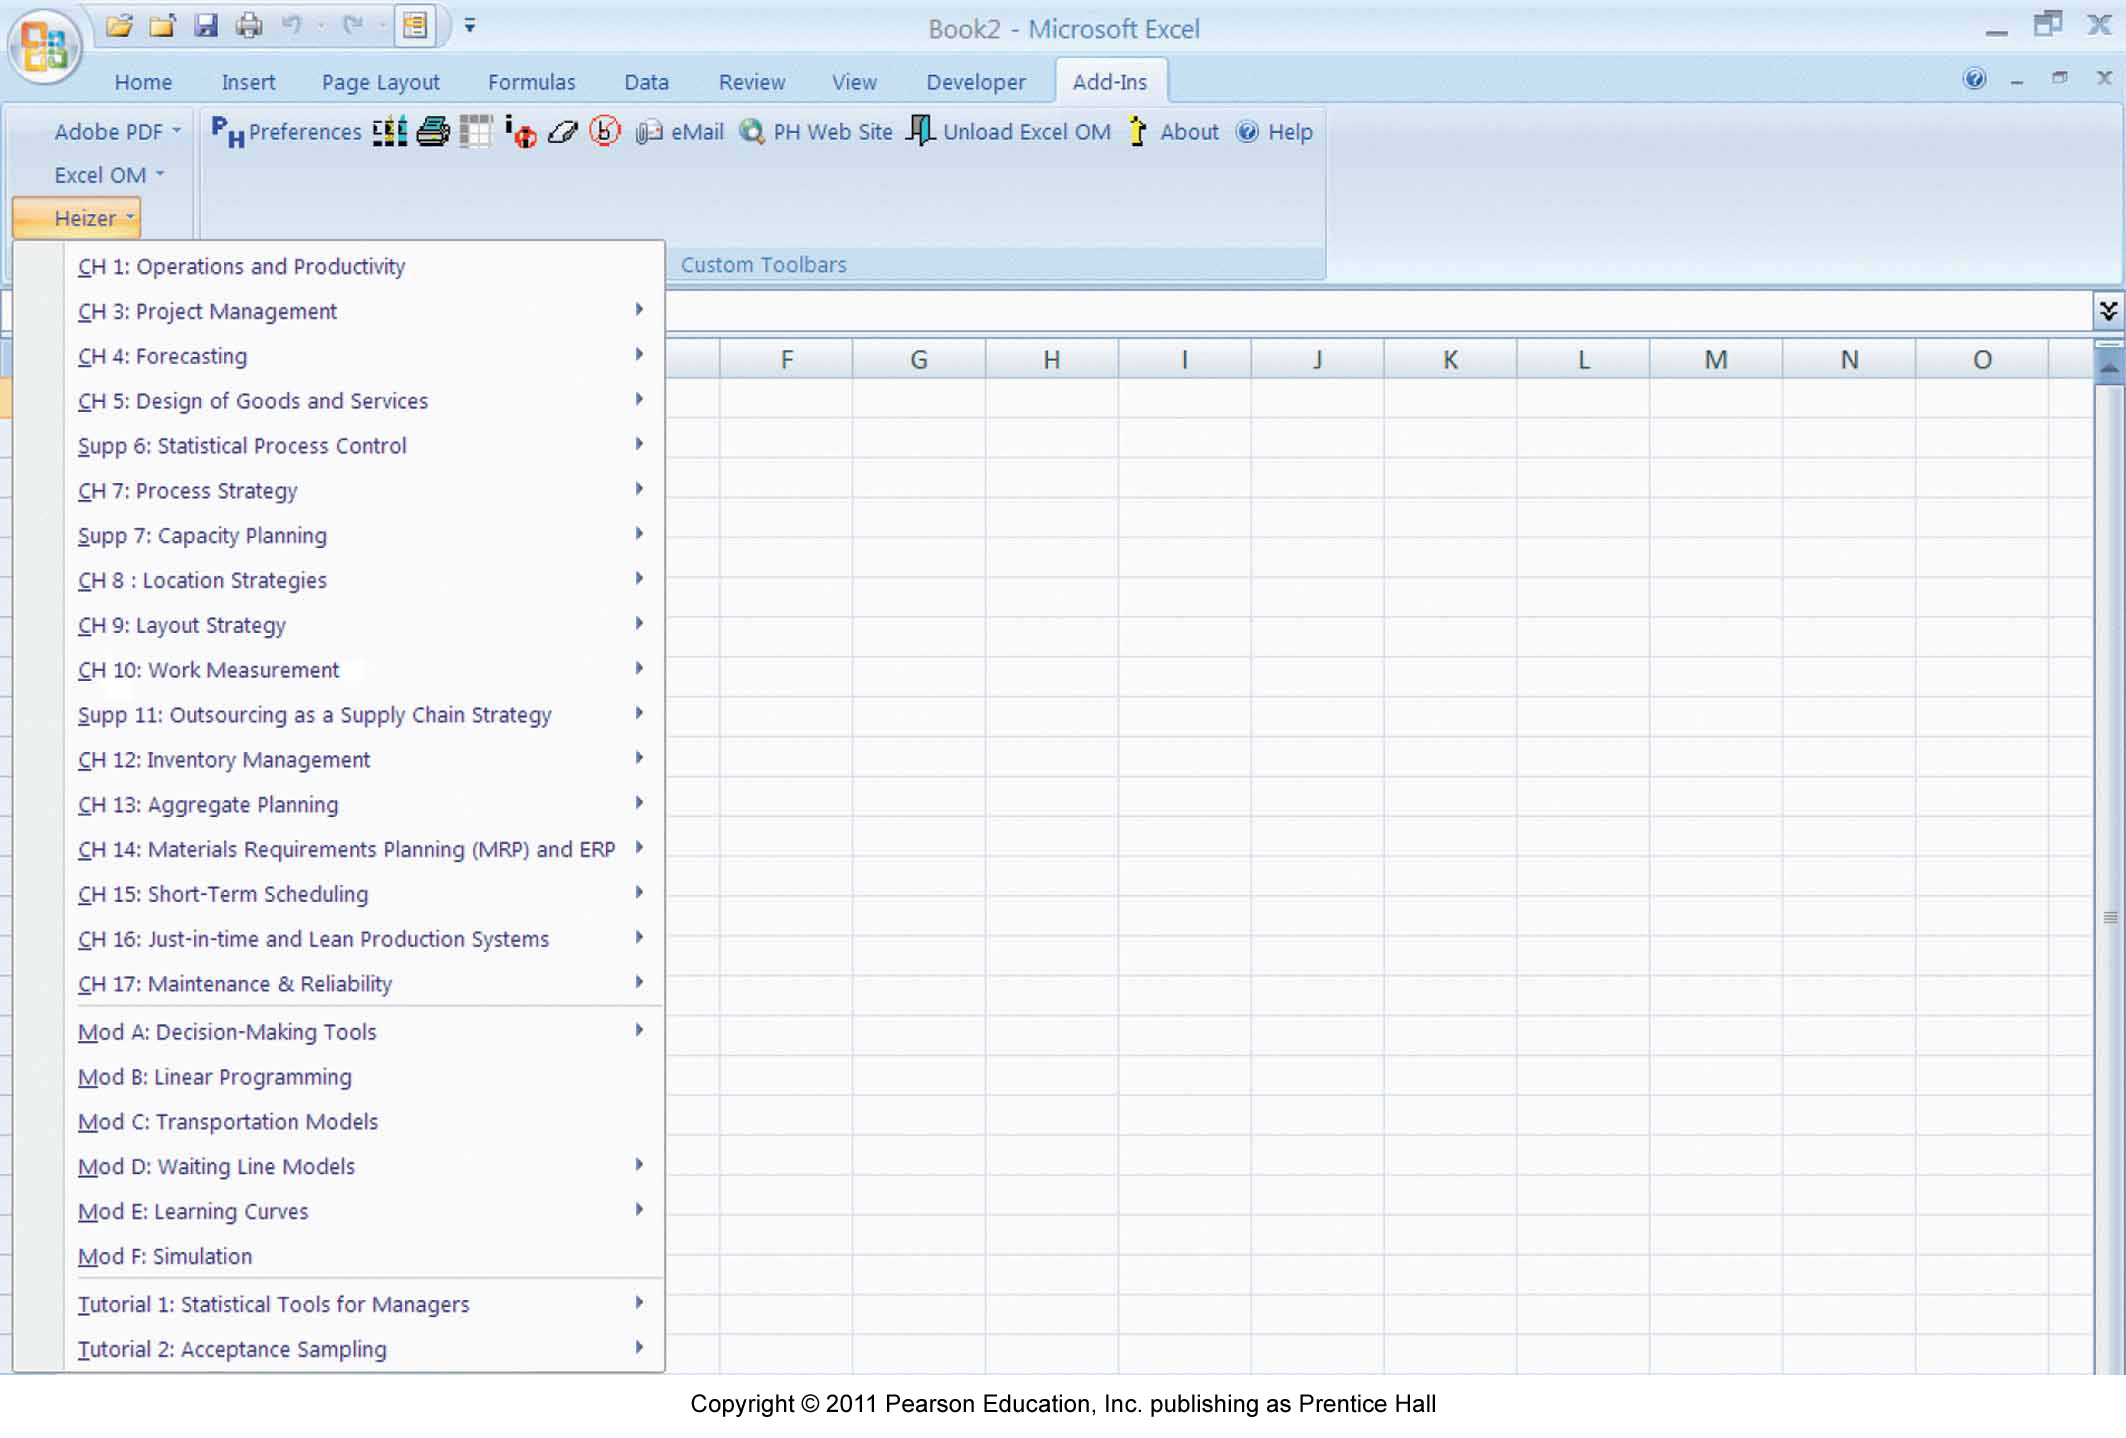 Book2 - Microsoft Excel
Home Insert Page Layout Formulas Data Review View Developer Add-Ins
Adobe PDF PH Preferences eMail PH Web Site Unload Excel OM About Help
Excel OM
Heizer
Custom Toolbars
CH 1: Operations and Productivity
CH 3: Project Management
CH 4: Forecasting
CH 5: Design of Goods and Services
Supp 6: Statistical Process Control
CH 7: Process Strategy
Supp 7: Capacity Planning
CH 8 : Location Strategies
CH 9: Layout Strategy
CH 10: Work Measurement
Supp 11: Outsourcing as a Supply Chain Strategy
CH 12: Inventory Management
CH 13: Aggregate Planning
CH 14: Materials Requirements Planning (MRP) and ERP
CH 15: Short-Term Scheduling
CH 16: Just-in-time and Lean Production Systems
CH 17: Maintenance & Reliability
Mod A: Decision-Making Tools
Mod B: Linear Programming
Mod C: Transportation Models
Mod D: Waiting Line Models
Mod E: Learning Curves
Mod F: Simulation
Tutorial 1: Statistical Tools for Managers
Tutorial 2: Acceptance Sampling
F G H I J K L M N O
Copyright © 2011 Pearson Education, Inc. publishing as Prentice Hall